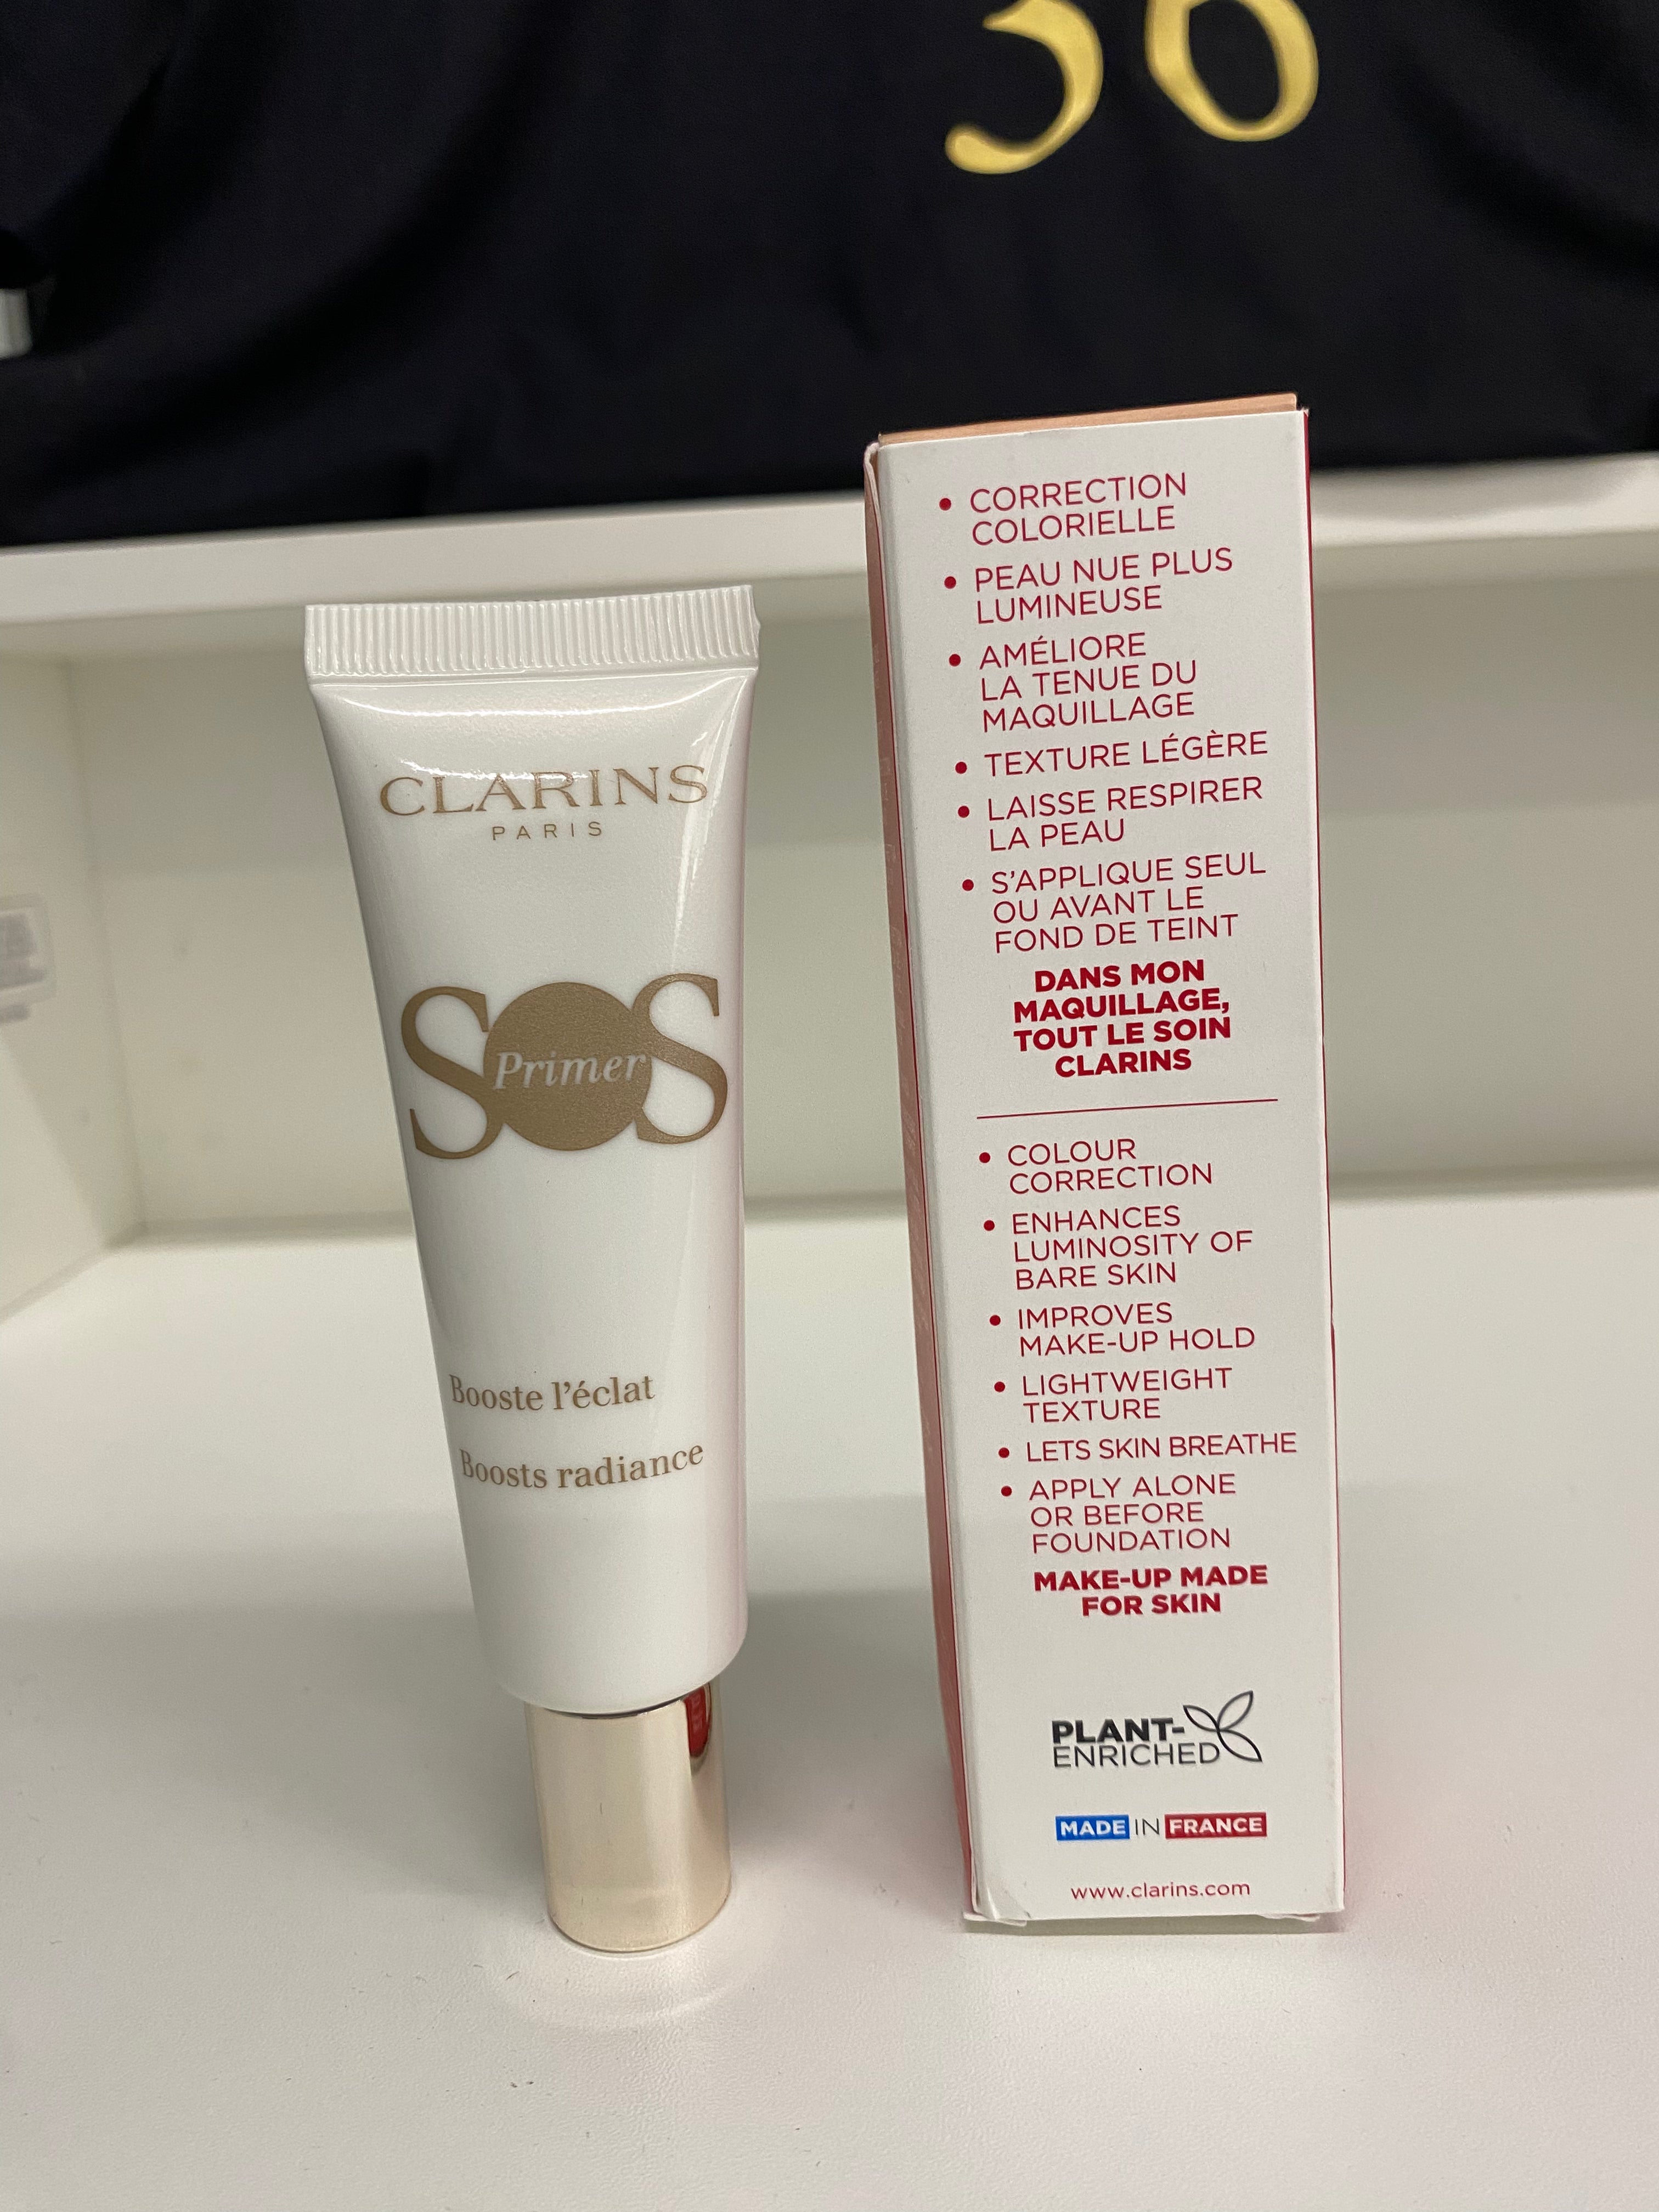 CLARINS
PARIS
SOS
Primer
Booste l'éclat
Boosts radiance
• CORRECTION
COLORIELLE
• PEAU NUE PLUS
LUMINEUSE
• AMÉLIORE
LA TENUE DU
MAQUILLAGE
• TEXTURE LÉGÈRE
• LAISSE RESPIRER
LA PEAU
• S'APPLIQUE SEUL
OU AVANT LE
FOND DE TEINT
DANS MON
MAQUILLAGE,
TOUT LE SOIN
CLARINS
• COLOUR
CORRECTION
• ENHANCES
LUMINOSITY OF
BARE SKIN
• IMPROVES
MAKE-UP HOLD
• LIGHTWEIGHT
TEXTURE
• LETS SKIN BREATHE
• APPLY ALONE
OR BEFORE
FOUNDATION
MAKE-UP MADE
FOR SKIN
PLANT-
ENRICHED
MADE IN FRANCE
www.clarins.com